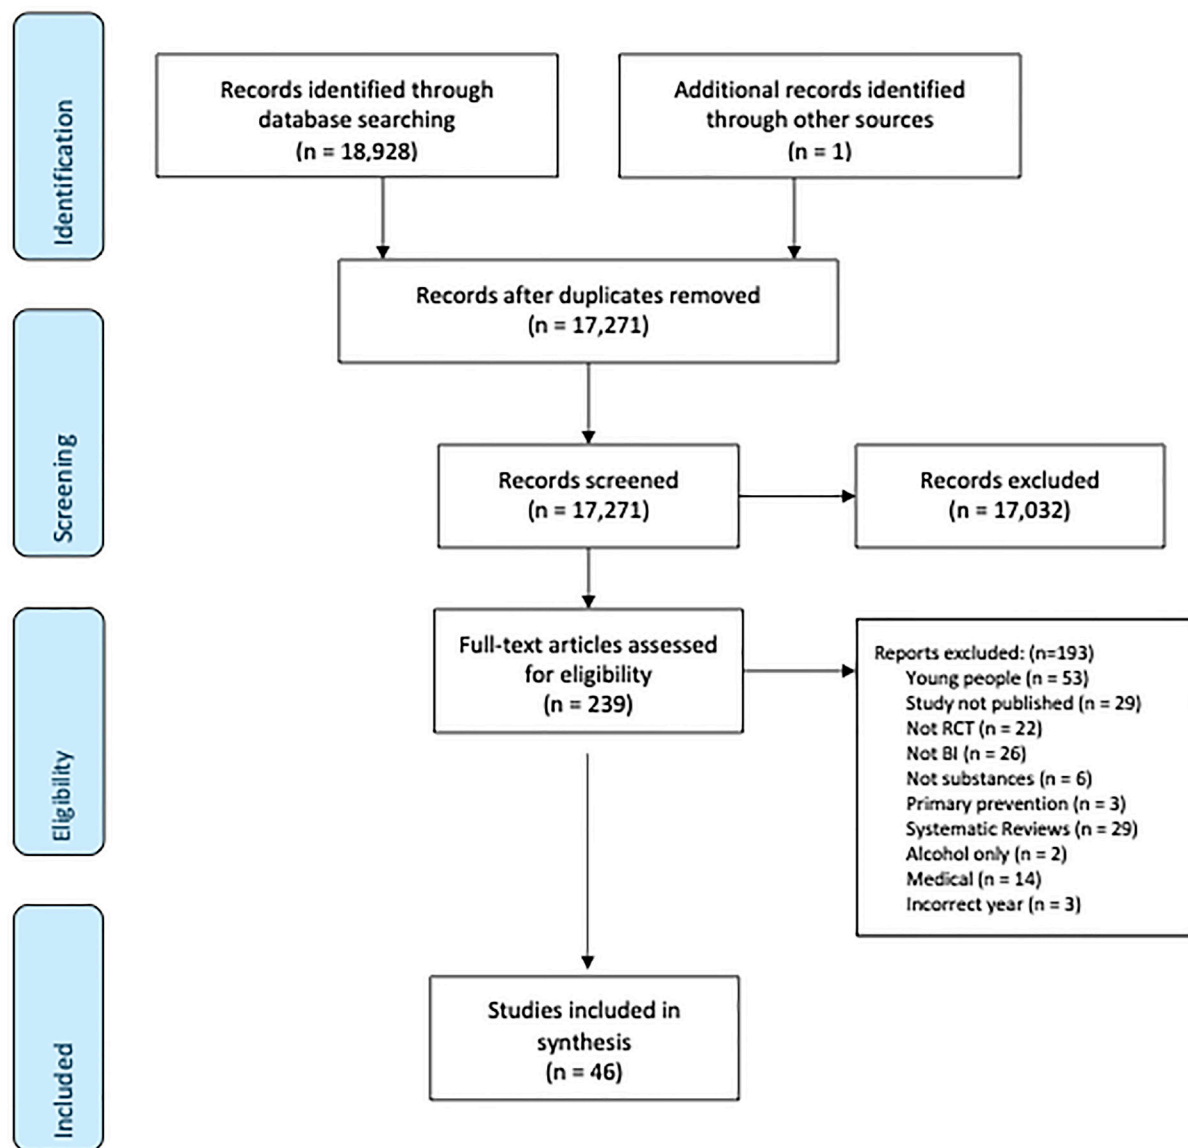 Identification
Records identified through
database searching
(n = 18,928)
Additional records identified
through other sources
(n = 1)
Records after duplicates removed
(n = 17,271)
Screening
Records screened
(n = 17,271)
Records excluded
(n = 17,032)
Eligibility
Full-text articles assessed
for eligibility
(n = 239)
Reports excluded: (n=193)
Young people (n = 53)
Study not published (n = 29)
Not RCT (n = 22)
Not BI (n = 26)
Not substances (n = 6)
Primary prevention (n = 3)
Systematic Reviews (n = 29)
Alcohol only (n = 2)
Medical (n = 14)
Incorrect year (n = 3)
Included
Studies included in
synthesis
(n = 46)